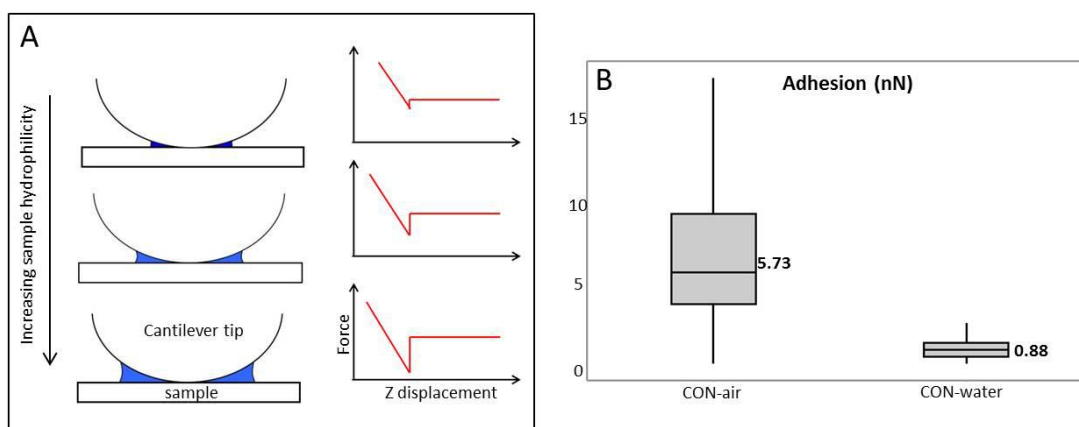 A
Increasing sample hydrophilicity
Cantilever tip
sample
Force
Z displacement
B
Adhesion (nN)
15
10
5
0
5.73
0.88
CON-air
CON-water